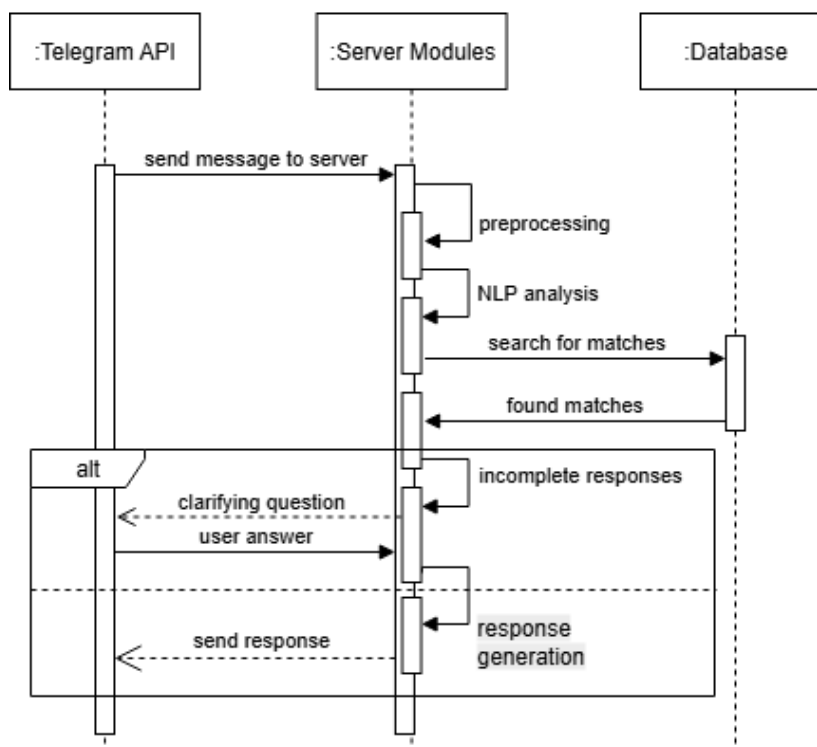 :Telegram API
:Server Modules
:Database
send message to server
preprocessing
NLP analysis
search for matches
found matches
alt
incomplete responses
clarifying question
user answer
response
generation
send response